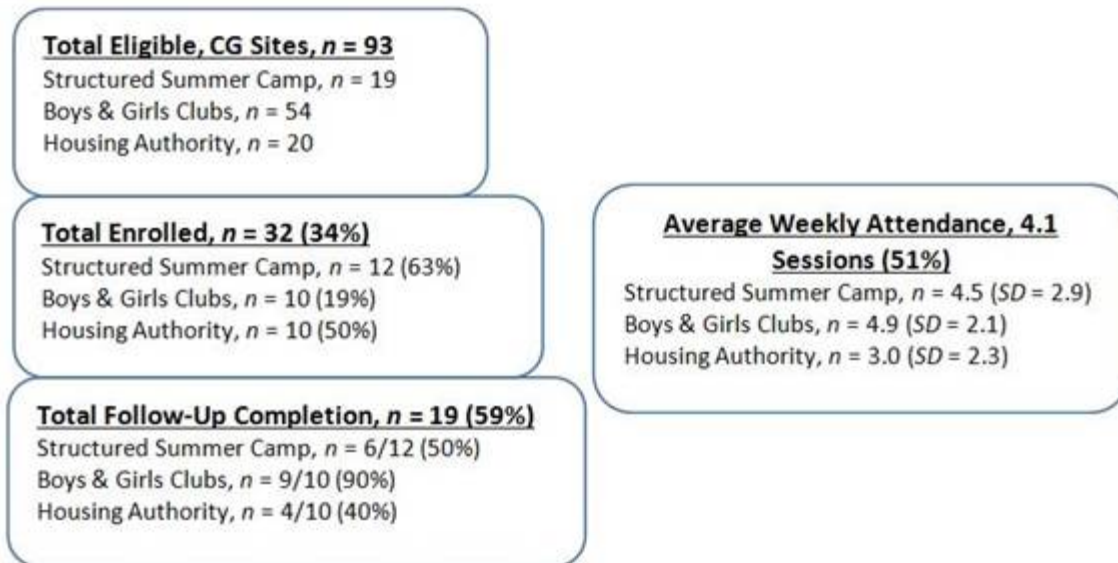 Total Eligible, CG Sites, n = 93
Structured Summer Camp, n = 19
Boys & Girls Clubs, n = 54
Housing Authority, n = 20
Total Enrolled, n = 32 (34%)
Structured Summer Camp, n = 12 (63%)
Boys & Girls Clubs, n = 10 (19%)
Housing Authority, n = 10 (50%)
Total Follow-Up Completion, n = 19 (59%)
Structured Summer Camp, n = 6/12 (50%)
Boys & Girls Clubs, n = 9/10 (90%)
Housing Authority, n = 4/10 (40%)
Average Weekly Attendance, 4.1
Sessions (51%)
Structured Summer Camp, n = 4.5 (SD = 2.9)
Boys & Girls Clubs, n = 4.9 (SD = 2.1)
Housing Authority, n = 3.0 (SD = 2.3)